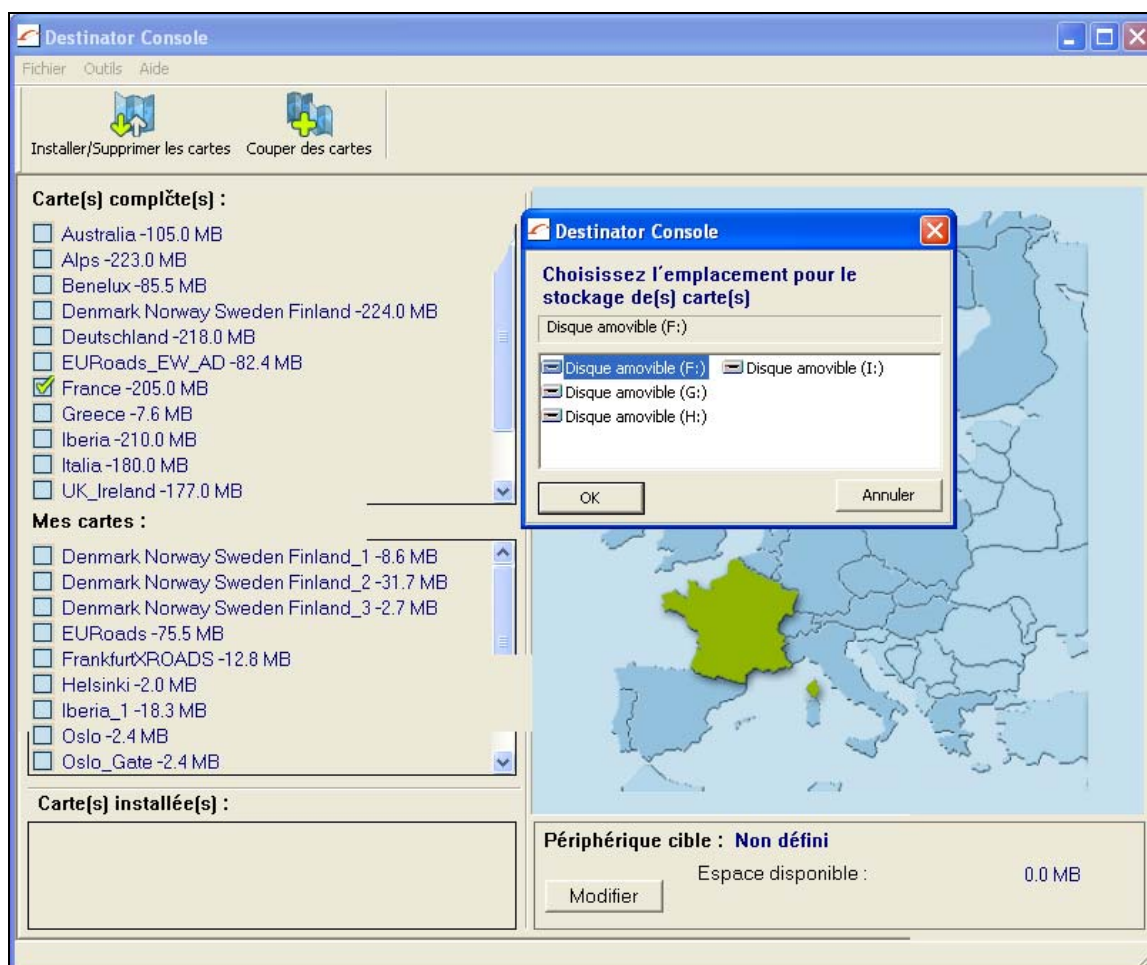 Destinator Console
Fichier Outils Aide
Installer/Supprimer les cartes Couper des cartes
Carte(s) complčte(s) :
Australia -105.0 MB
Alps -223.0 MB
Benelux -85.5 MB
Denmark Norway Sweden Finland -224.0 MB
Deutschland -218.0 MB
EURoads_EW_AD -82.4 MB
France -205.0 MB
Greece -7.6 MB
Iberia -210.0 MB
Italia -180.0 MB
UK_Ireland -177.0 MB
Mes cartes :
Denmark Norway Sweden Finland_1 -8.6 MB
Denmark Norway Sweden Finland_2 -31.7 MB
Denmark Norway Sweden Finland_3 -2.7 MB
EURoads -75.5 MB
FrankfurtXROADS -12.8 MB
Helsinki -2.0 MB
Iberia_1 -18.3 MB
Oslo -2.4 MB
Oslo_Gate -2.4 MB
Carte(s) installée(s) :
Destinator Console
Choisissez l'emplacement pour le
stockage de(s) carte(s)
Disque amovible (F:)
Disque amovible (F:) Disque amovible (I:)
Disque amovible (G:)
Disque amovible (H:)
OK Annuler
Périphérique cible : Non défini
Espace disponible : 0.0 MB
Modifier